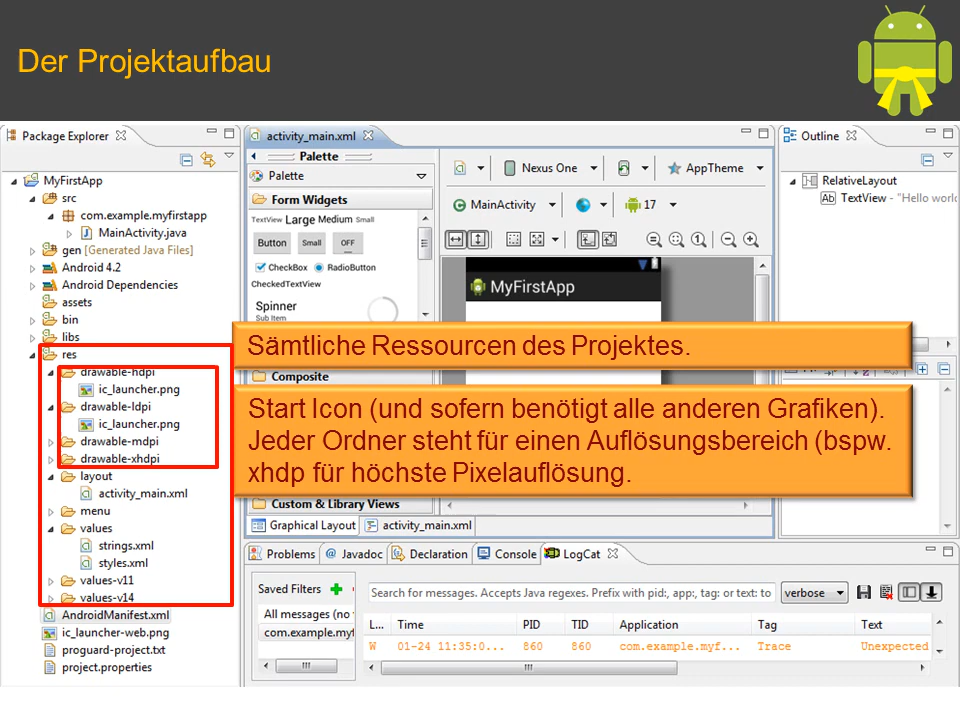 Der Projektaufbau
Package Explorer
MyFirstApp
src
com.example.myfirstapp
MainActivity.java
gen [Generated Java Files]
Android 4.2
Android Dependencies
assets
bin
libs
res
drawable-hdpi
ic_launcher.png
drawable-ldpi
ic_launcher.png
drawable-mdpi
drawable-xhdpi
layout
activity_main.xml
menu
values
strings.xml
styles.xml
values-v11
values-v14
AndroidManifest.xml
ic_launcher-web.png
proguard-project.txt
project.properties
activity_main.xml
Palette
Palette
Form Widgets
TextView Large Medium Small
Button Small OFF
CheckBox RadioButton
CheckedTextView
Spinner
Sub Item
Nexus One AppTheme
MainActivity 17
MyFirstApp
Sämtliche Ressourcen des Projektes.
Composite
Start Icon (und sofern benötigt alle anderen Grafiken).
Jeder Ordner steht für einen Auflösungsbereich (bspw.
xhdp für höchste Pixelauflösung.
Custom & Library Views
Graphical Layout activity_main.xml
Outline
RelativeLayout
Ab TextView - "Hello world
Problems @ Javadoc Declaration Console LogCat
Saved Filters
All messages (no
com.example.myf
Search for messages. Accepts Java regexes. Prefix with pid:, app:, tag: or text: to verbose
L... Time PID TID Application Tag Text
W 01-24 11:35:0... 860 860 com.example.myf... Trace Unexpected